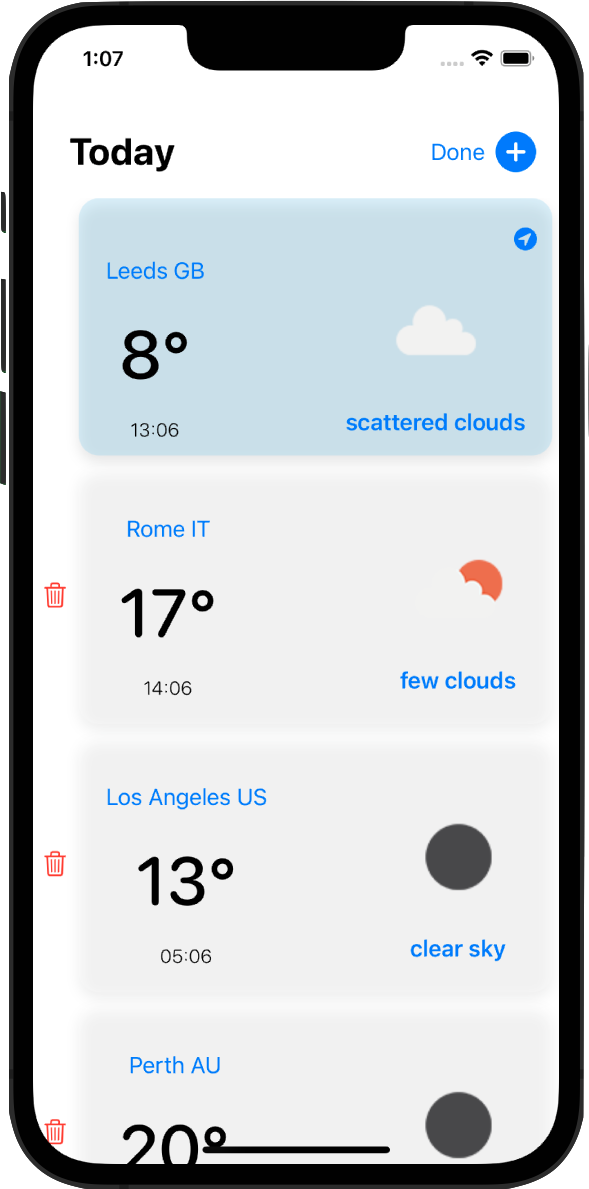 1:07
Today Done
Leeds GB
8°
13:06
scattered clouds
Rome IT
17°
14:06
few clouds
Los Angeles US
13°
05:06
clear sky
Perth AU
20°